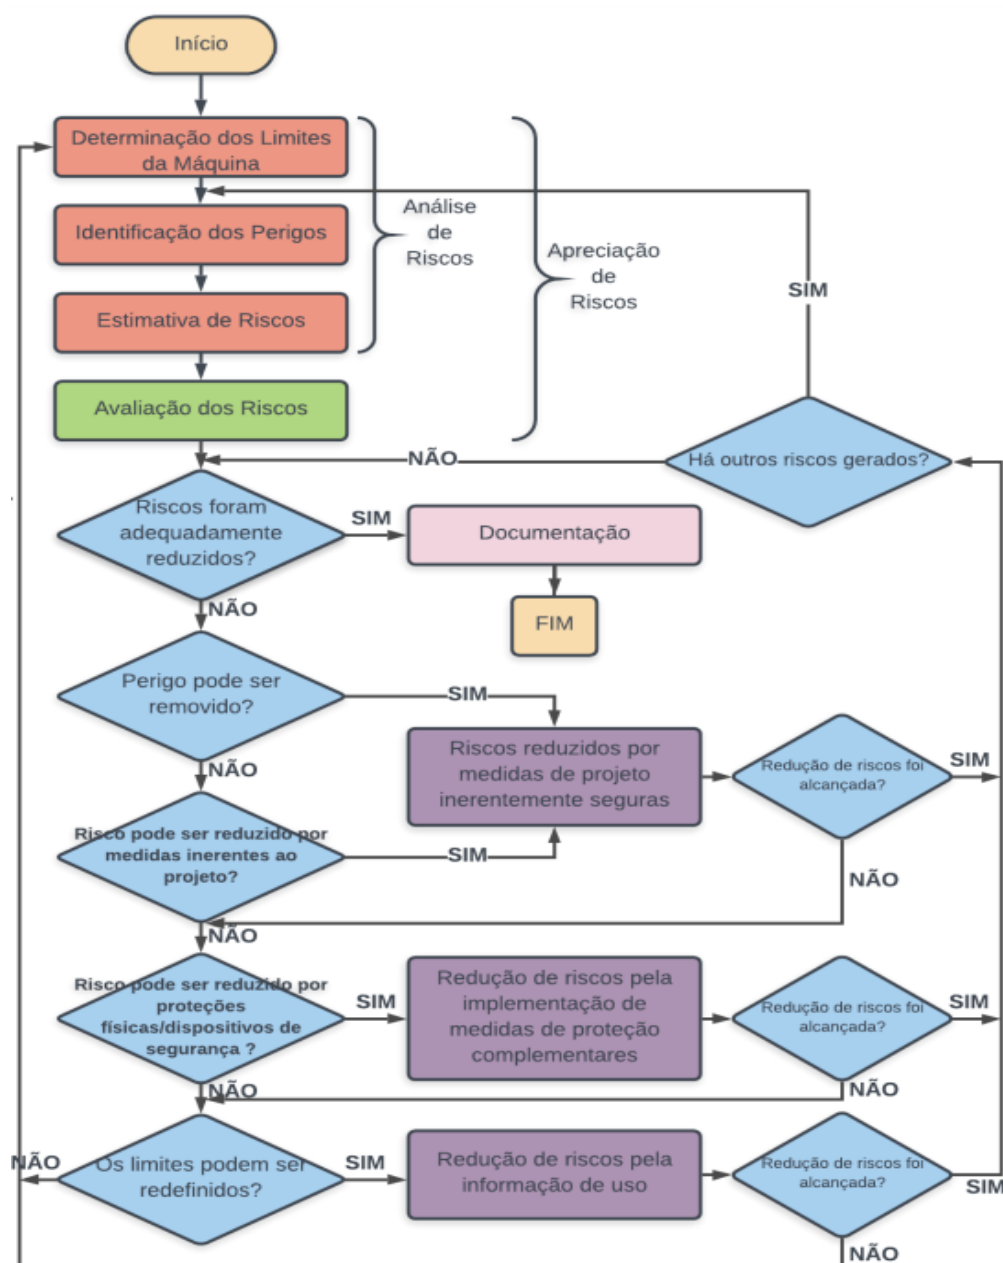 Início
Determinação dos Limites
da Máquina
Identificação dos Perigos
Estimativa de Riscos
Avaliação dos Riscos
Análise
de
Riscos
Apreciação
de
Riscos
SIM
Há outros riscos gerados?
NÃO
Riscos foram
adequadamente
reduzidos?
SIM
Documentação
FIM
NÃO
Perigo pode ser
removido?
SIM
Riscos reduzidos por
medidas de projeto
inerentemente seguras
Redução de riscos foi
alcançada?
SIM
NÃO
Risco pode ser reduzido por
medidas inerentes ao
projeto?
SIM
NÃO
NÃO
Risco pode ser reduzido por
proteções
físicas/dispositivos de
segurança ?
SIM
Redução de riscos pela
implementação de
medidas de proteção
complementares
Redução de riscos foi
alcançada?
SIM
NÃO
NÃO
NÃO
Os limites podem ser
redefinidos?
SIM
Redução de riscos pela
informação de uso
Redução de riscos foi
alcançada?
SIM
NÃO